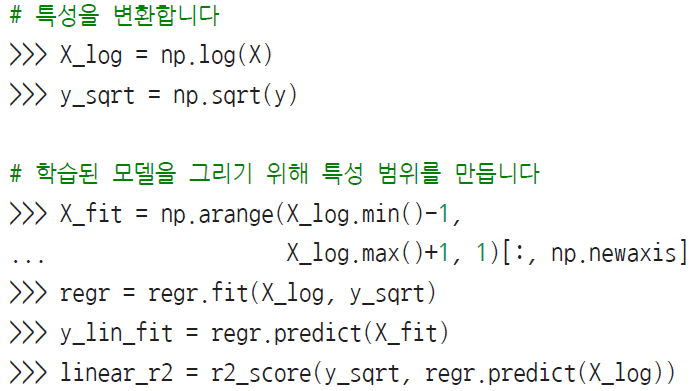 # 특성을 변환합니다
>>> X_log = np.log(X)
>>> y_sqrt = np.sqrt(y)
# 학습된 모델을 그리기 위해 특성 범위를 만듭니다
>>> X_fit = np.arange(X_log.min()-1,
... X_log.max()+1, 1)[:, np.newaxis]
>>> regr = regr.fit(X_log, y_sqrt)
>>> y_lin_fit = regr.predict(X_fit)
>>> linear_r2 = r2_score(y_sqrt, regr.predict(X_log))